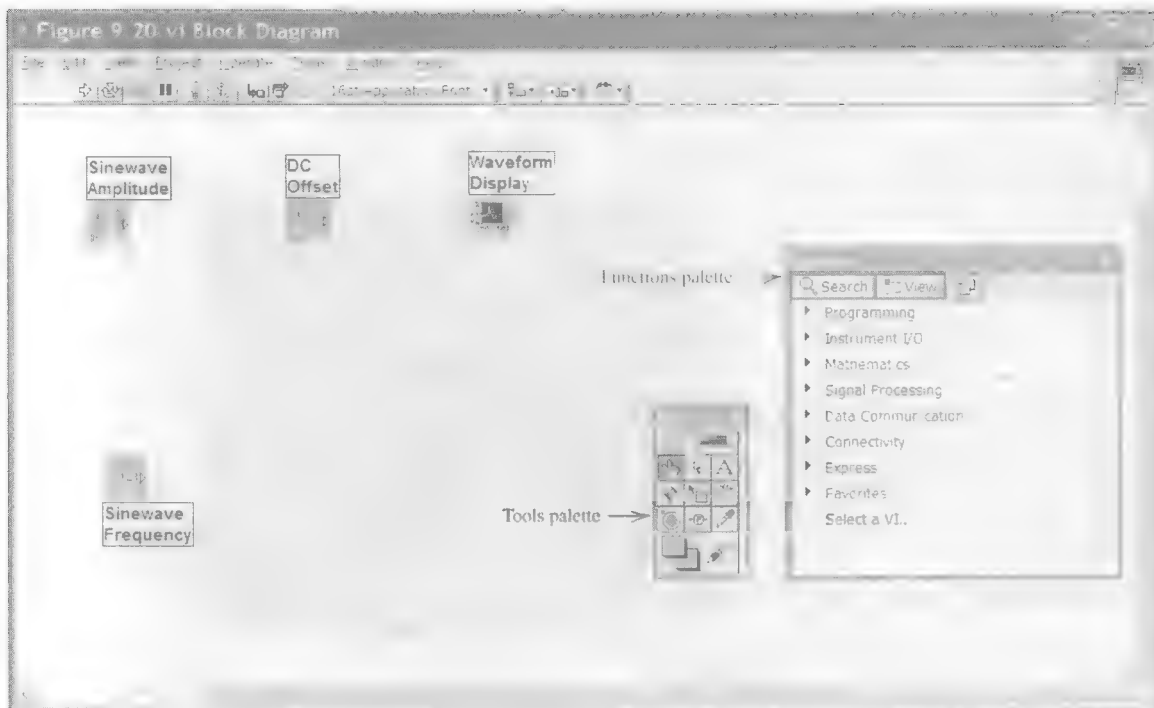 Figure 9 20 vi Block Diagram
Sinewave
Amplitude
DC
Offset
Waveform
Display
Functions palette
Search
View
Programming
Instrument I/O
Mathematics
Signal Processing
Data Communication
Connectivity
Express
Favorites
Select a VI..
A
Tools palette
Sinewave
Frequency